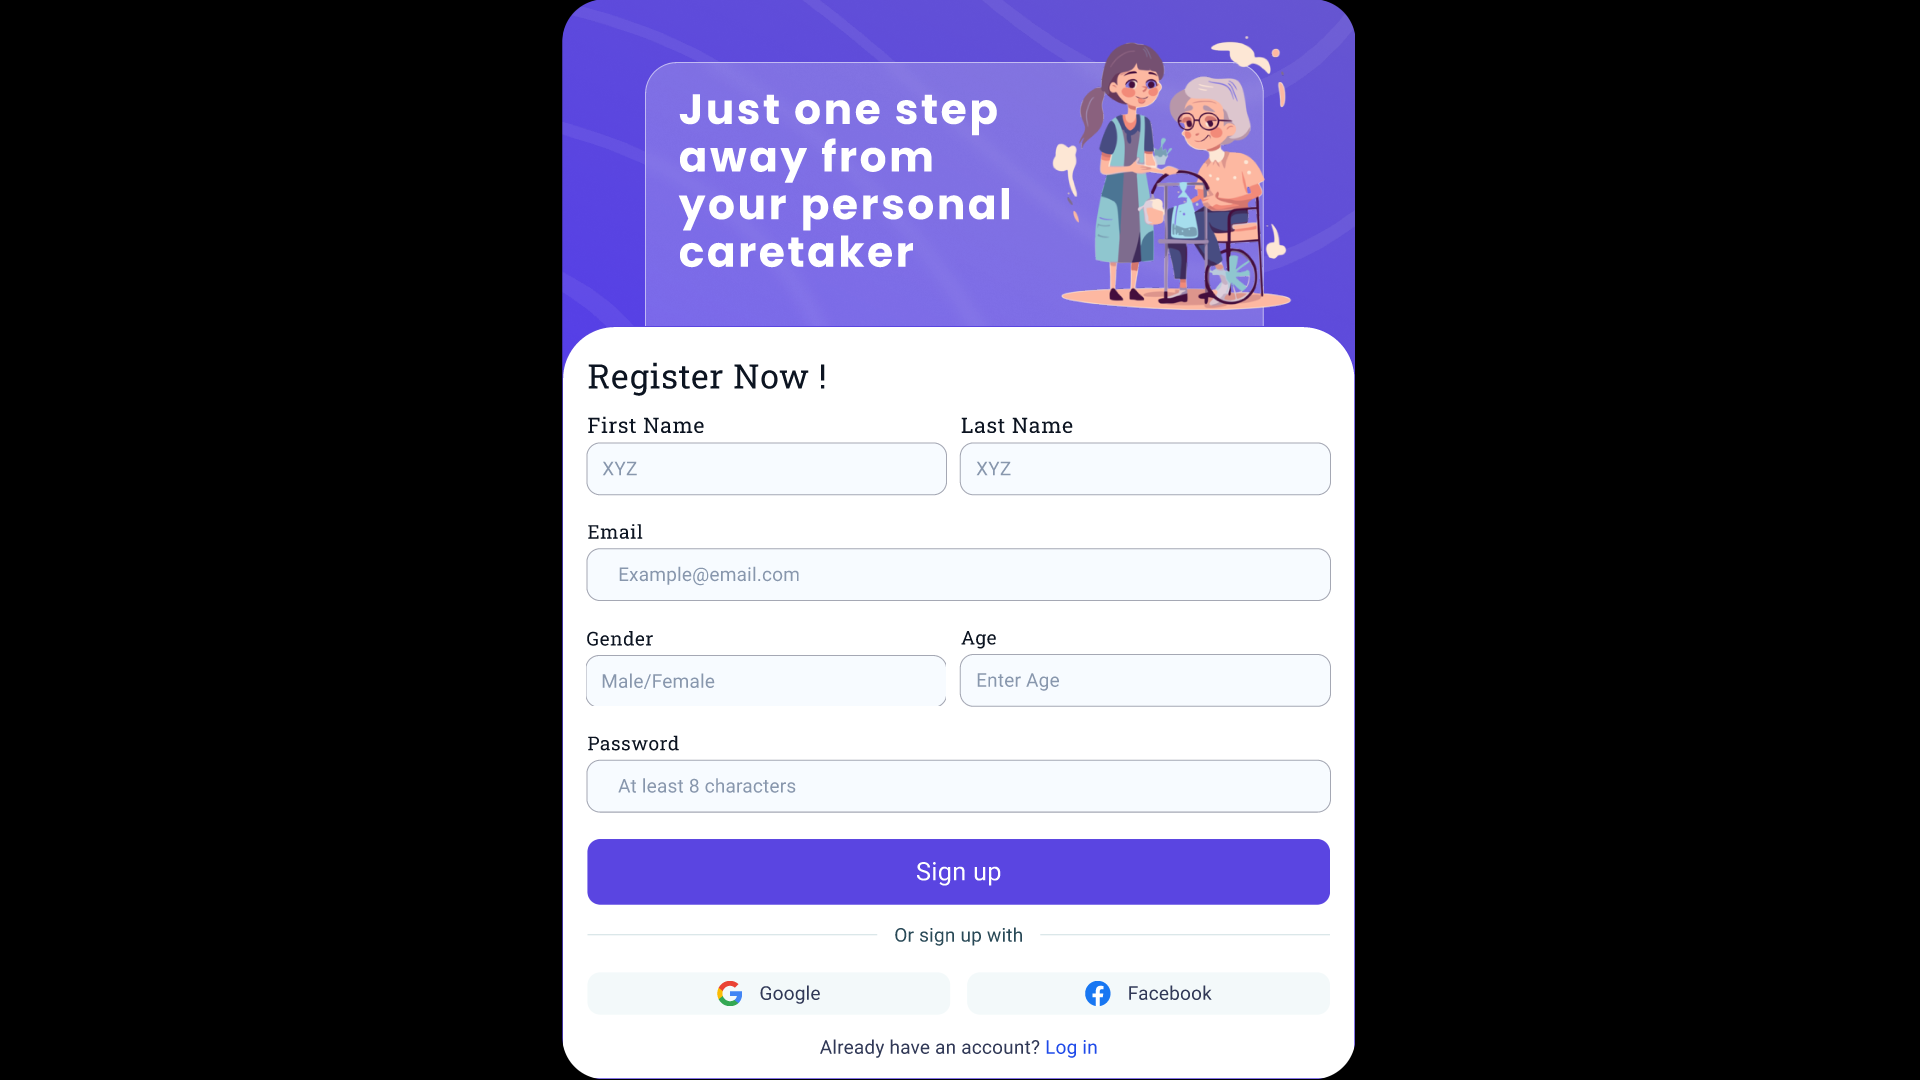 Just one step
away from
your personal
caretaker
Register Now !
First Name
Last Name
XYZ
XYZ
Email
Example@email.com
Gender
Age
Male/Female
Enter Age
Password
At least 8 characters
Sign up
Or sign up with
Google
Facebook
Already have an account? Log in